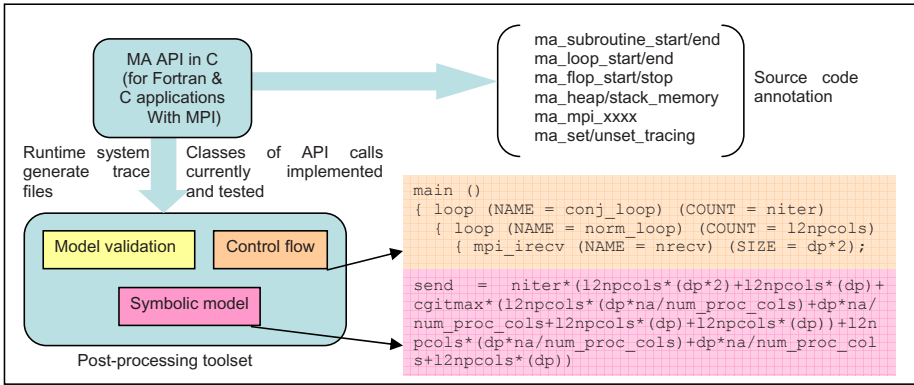 MA API in C
(for Fortran &
C applications
With MPI)
ma_subroutine_start/end
ma_loop_start/end
ma_flop_start/stop
ma_heap/stack_memory
ma_mpi_xxxx
ma_set/unset_tracing
Source code
annotation
Runtime system
generate trace
files
Classes of API calls
currently implemented
and tested
Model validation
Control flow
Symbolic model
Post-processing toolset
main ()
{ loop (NAME = conj_loop) (COUNT = niter)
{ loop (NAME = norm_loop) (COUNT = l2npcols)
{ mpi_irecv (NAME = nrecv) (SIZE = dp*2);
send = niter*(l2npcols*(dp*2)+l2npcols*(dp)+
cgitmax*(l2npcols*(dp*na/num_proc_cols)+dp*na/
num_proc_cols+l2npcols*(dp)+l2npcols*(dp))+l2n
pcols*(dp*na/num_proc_cols)+dp*na/num_proc_col
s+l2npcols*(dp))